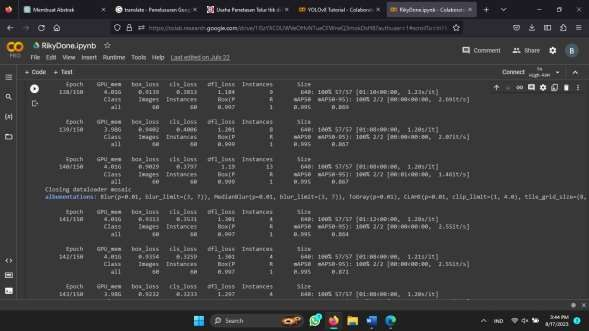 Membuat Abstrak
translate - Penelusuran Goog
Usaha Penetasan Telur Itik di
YOLOv8 Tutorial - Colaborat
RikyDone.ipynb - Colaborat
RikyDone.ipynb
File Edit View Insert Runtime Tools Help Last edited on July 22
Comment Share B
PRO
+ Code + Text
Connect
Epoch GPU_mem box_loss cls_loss dfl_loss Instances Size
138/150 4.01G 0.9139 0.3813 1.184 9 640: 100% 57/57 [01:10<00:00, 1.23s/it]
Class Images Instances Box(P R mAP50 mAP50-95): 100% 2/2 [00:00<00:00, 2.69it/s]
all 60 60 0.999 1 0.995 0.869
Epoch GPU_mem box_loss cls_loss dfl_loss Instances Size
139/150 3.98G 0.9402 0.4006 1.201 8 640: 100% 57/57 [01:08<00:00, 1.20s/it]
Class Images Instances Box(P R mAP50 mAP50-95): 100% 2/2 [00:00<00:00, 2.07it/s]
all 60 60 0.999 1 0.995 0.867
Epoch GPU_mem box_loss cls_loss dfl_loss Instances Size
140/150 4.01G 0.9029 0.3797 1.19 13 640: 100% 57/57 [01:08<00:00, 1.20s/it]
Class Images Instances Box(P R mAP50 mAP50-95): 100% 2/2 [00:01<00:00, 1.48it/s]
all 60 60 0.999 1 0.995 0.867
Closing dataloader mosaic
albumentations: Blur(p=0.01, blur_limit=(3, 7)), MedianBlur(p=0.01, blur_limit=(3, 7)), ToGray(p=0.01), CLAHE(p=0.01, clip_limit=(1, 4.0), tile_grid_size=(8,
Epoch GPU_mem box_loss cls_loss dfl_loss Instances Size
141/150 4.01G 0.9313 0.3531 1.301 4 640: 100% 57/57 [01:12<00:00, 1.28s/it]
Class Images Instances Box(P R mAP50 mAP50-95): 100% 2/2 [00:00<00:00, 2.55it/s]
all 60 60 0.997 1 0.995 0.864
Epoch GPU_mem box_loss cls_loss dfl_loss Instances Size
142/150 4.01G 0.9354 0.3259 1.301 4 640: 100% 57/57 [01:08<00:00, 1.21s/it]
Class Images Instances Box(P R mAP50 mAP50-95): 100% 2/2 [00:00<00:00, 2.55it/s]
all 60 60 0.997 1 0.995 0.871
Epoch GPU_mem box_loss cls_loss dfl_loss Instances Size
143/150 3.98G 0.9232 0.3233 1.297 4 640: 100% 57/57 [01:08<00:00, 1.20s/it]
Search
IND
3:44 PM
8/17/2023